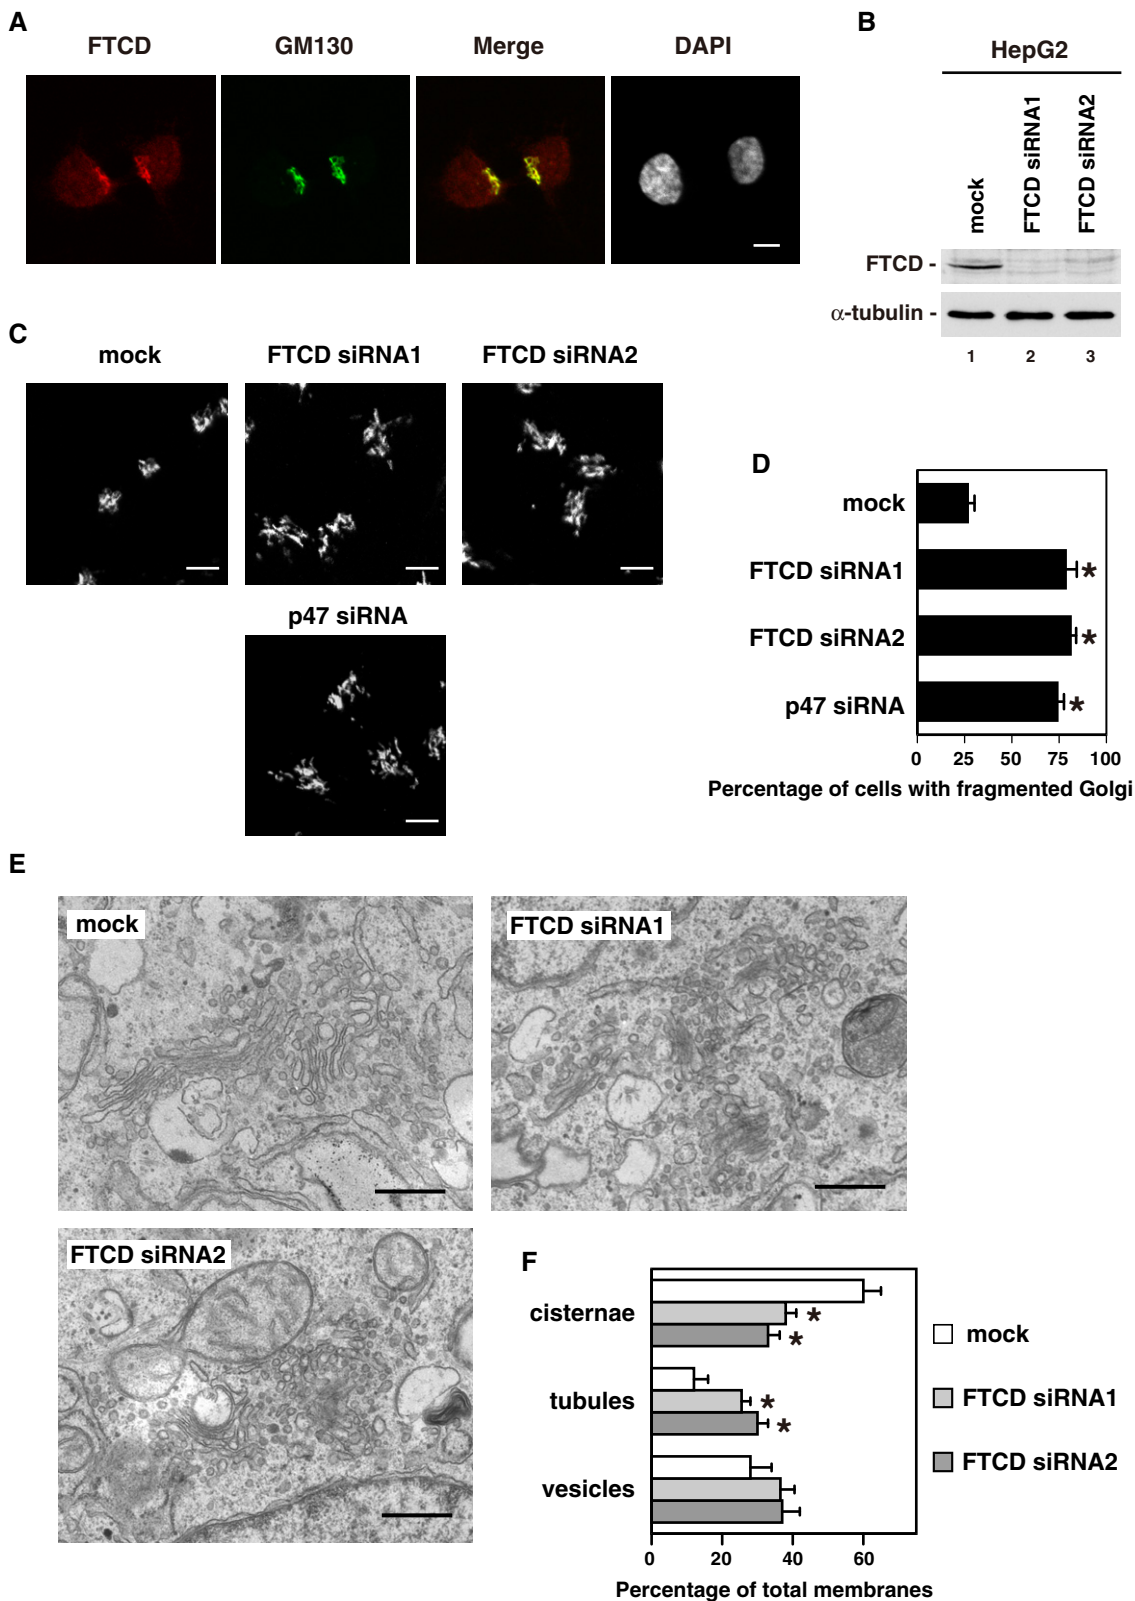 A
FTCD GM130 Merge DAPI
B
HepG2
mock
FTCD siRNA1
FTCD siRNA2
FTCD -
α-tubulin -
1 2 3
C
mock FTCD siRNA1 FTCD siRNA2
p47 siRNA
D
mock
FTCD siRNA1 *
FTCD siRNA2 *
p47 siRNA *
0 25 50 75 100
Percentage of cells with fragmented Golgi
E
mock
FTCD siRNA1
FTCD siRNA2
F
cisternae
*
*
tubules
*
*
vesicles
0 20 40 60
Percentage of total membranes
mock
FTCD siRNA1
FTCD siRNA2